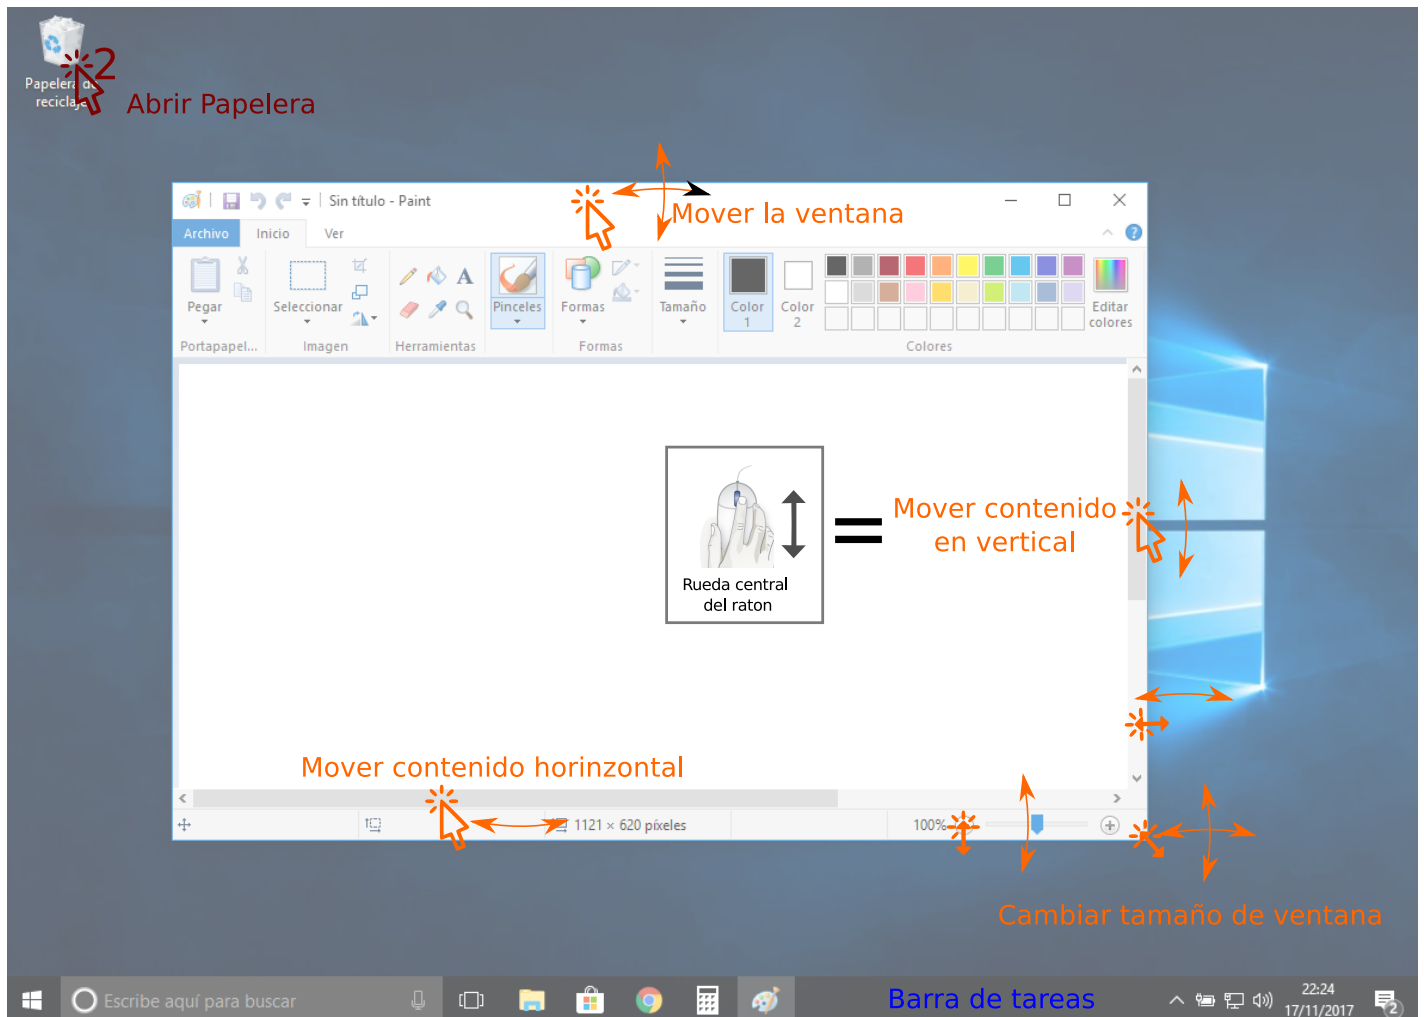 2
Papelera de
reciclaje
Abrir Papelera
Sin título - Paint
Mover la ventana
Archivo Inicio Ver
?
A
Pegar Seleccionar Pinceles Formas Tamaño Color Color Editar
1 2 colores
Portapapel... Imagen Herramientas Formas Colores
Mover contenido
en vertical
=
Rueda central
del raton
Mover contenido horinzontal
1121 × 620 píxeles 100%
Cambiar tamaño de ventana
Escribe aquí para buscar
Barra de tareas
22:24
17/11/2017
2